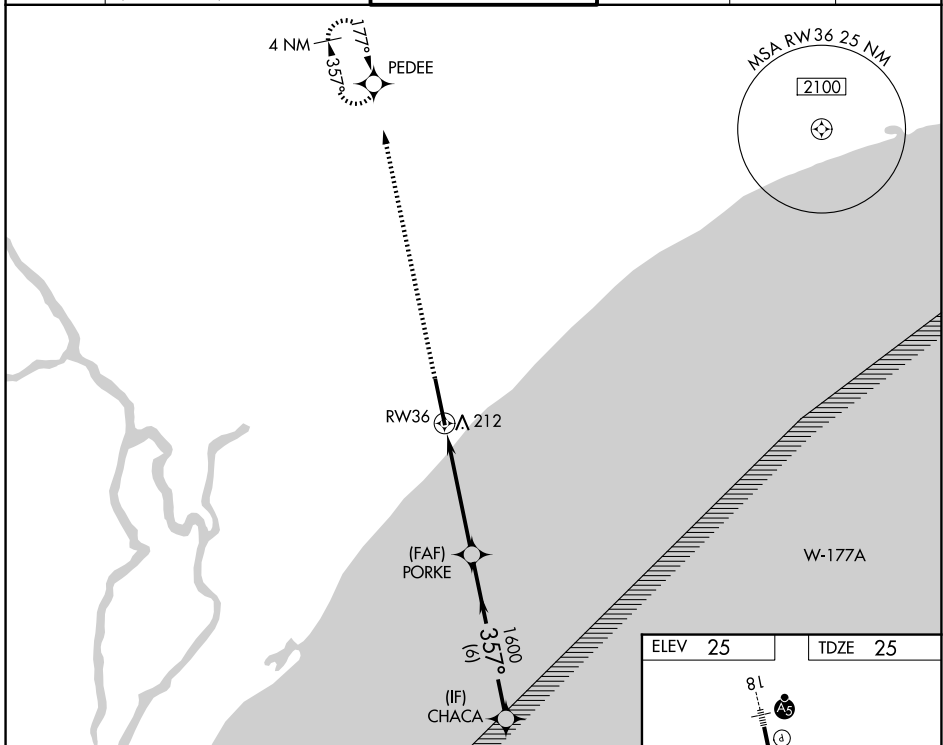 4 NM
177°
357°
PEDEE
MSA RW36 25 NM
2100
RW36
212
(FAF)
PORKE
W-177A
1600
357°
(6)
(IF)
CHACA
ELEV 25
TDZE 25
18
A5
P